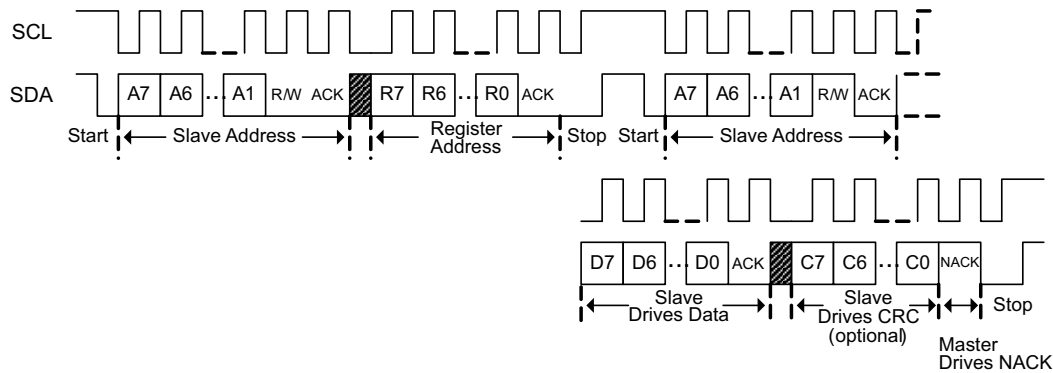 SCL
SDA
A7 A6 ... A1 R/W ACK R7 R6 ... R0 ACK A7 A6 ... A1 R/W ACK
Start Slave Address Register Address Stop Start Slave Address
D7 D6 ... D0 ACK C7 C6 ... C0 NACK
Slave Drives Data
Slave Drives CRC (optional)
Stop
Master
Drives NACK